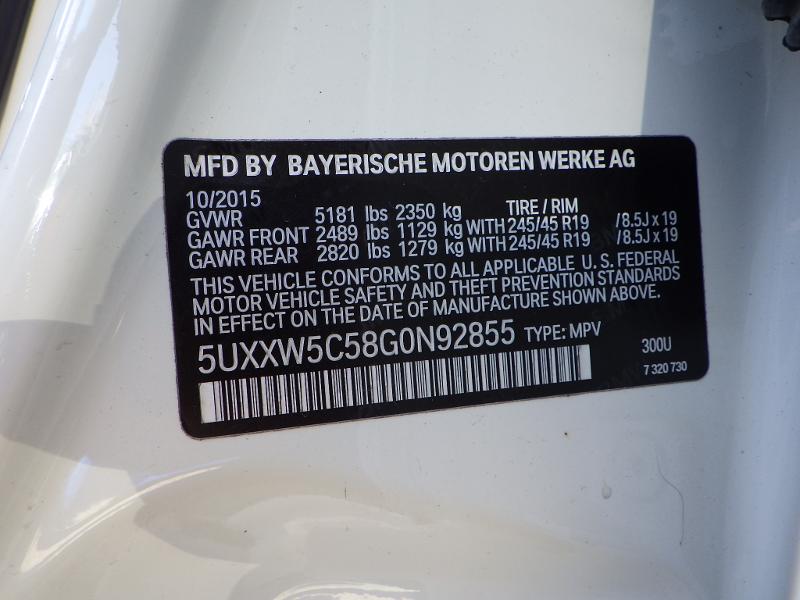 MFD BY BAYERISCHE MOTOREN WERKE AG
10/2015
GVWR 5181 lbs 2350 kg TIRE / RIM
GAWR FRONT 2489 lbs 1129 kg WITH 245/45 R19 /8.5J x 19
GAWR REAR 2820 lbs 1279 kg WITH 245/45 R19 /8.5J x 19
THIS VEHICLE CONFORMS TO ALL APPLICABLE U. S. FEDERAL
MOTOR VEHICLE SAFETY AND THEFT PREVENTION STANDARDS
IN EFFECT ON THE DATE OF MANUFACTURE SHOWN ABOVE.
5UXXW5C58G0N92855 TYPE: MPV
300U
7 320 730